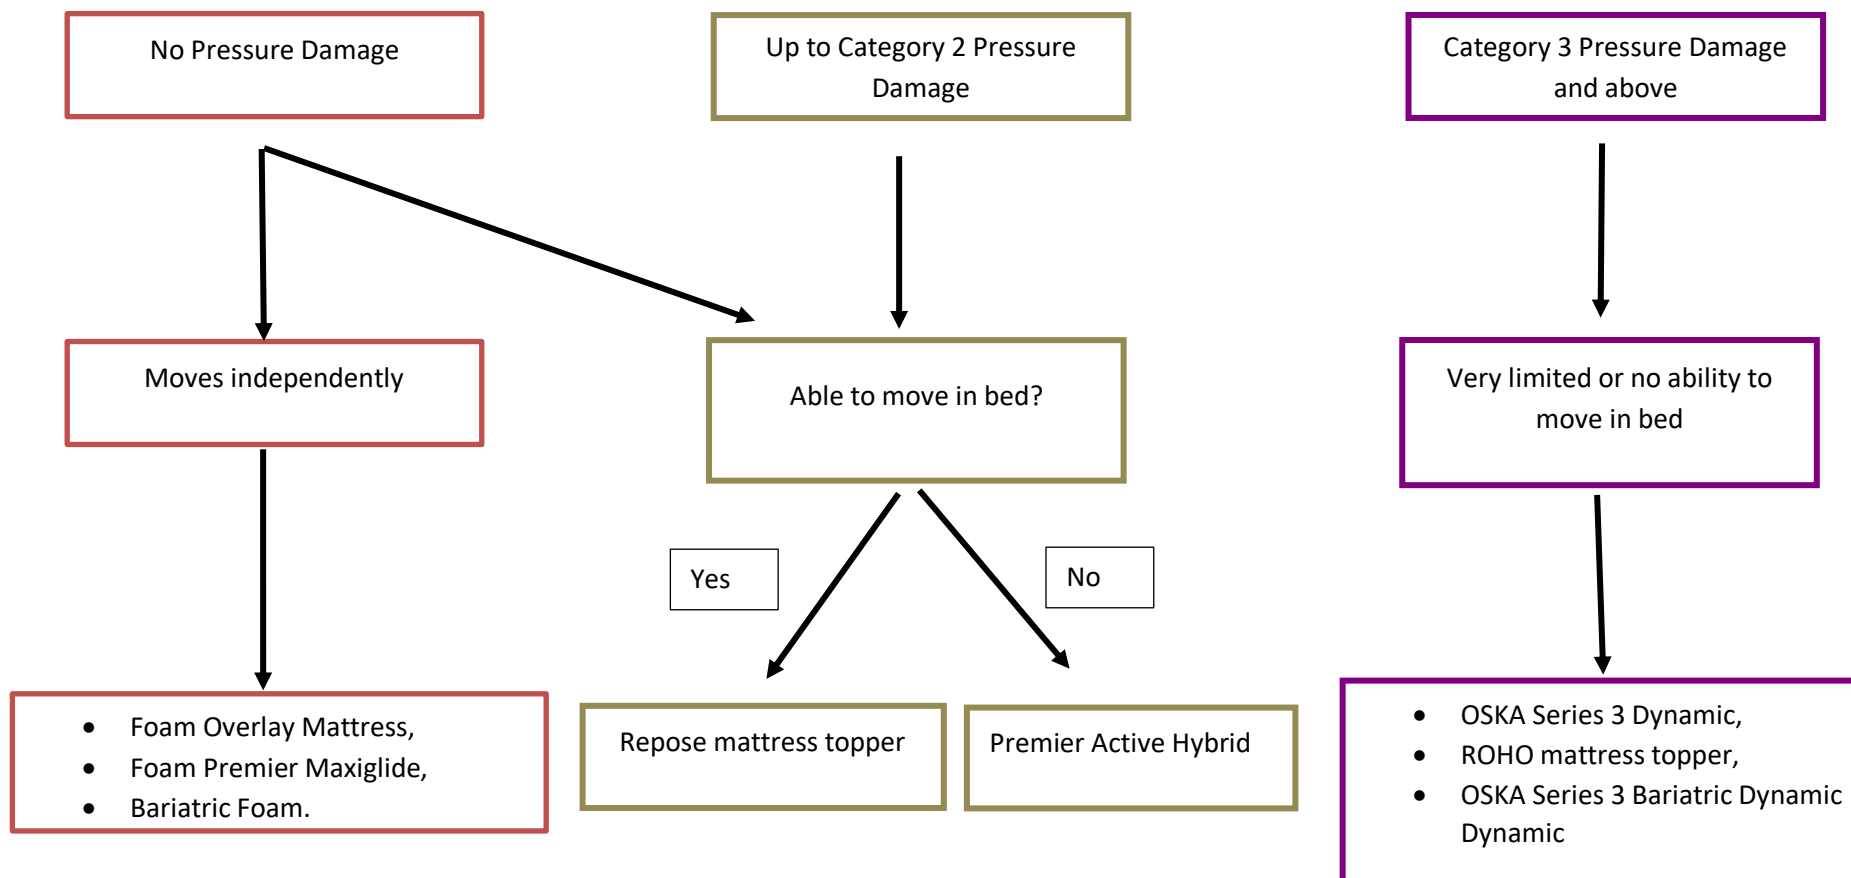 No Pressure Damage
Up to Category 2 Pressure
Damage
Category 3 Pressure Damage
and above
Moves independently
Able to move in bed?
Very limited or no ability to
move in bed
Yes
No
• Foam Overlay Mattress,
• Foam Premier Maxiglide,
• Bariatric Foam.
Repose mattress topper
Premier Active Hybrid
• OSKA Series 3 Dynamic,
• ROHO mattress topper,
• OSKA Series 3 Bariatric Dynamic
Dynamic